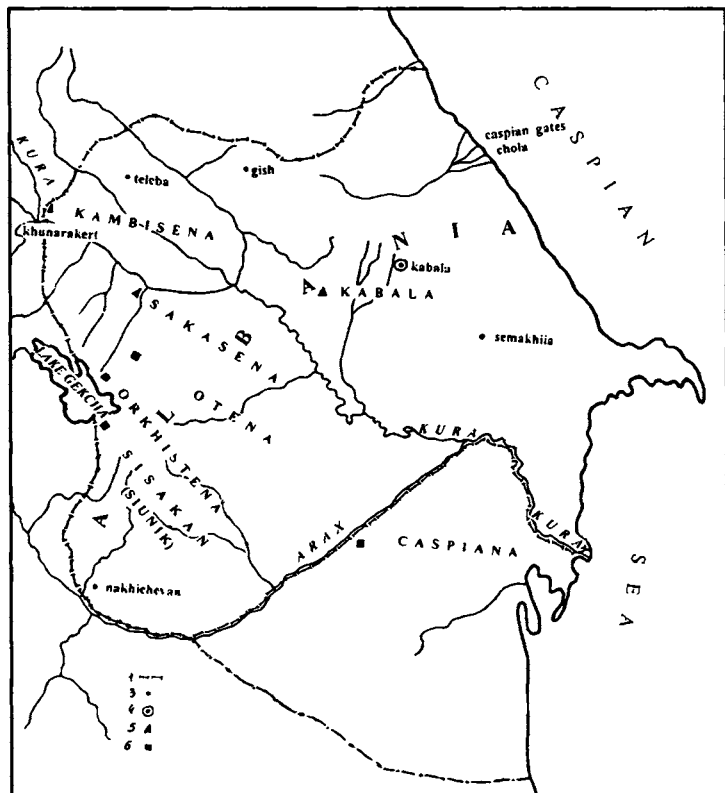 CASPIAN
SEA
caspian gates
chola
KURA
teleba
gish
KAMBISENA
khunarakert
ALBANIA
kabala
KABALA
SAKASENA
semakhiia
LAKE GEKCHA
OTENA
ORKHISTENA
KURA
SISAKAN
(SIUNIK)
ARAX
KURA
CASPIANA
nakhichevan
1
3
4
5
6